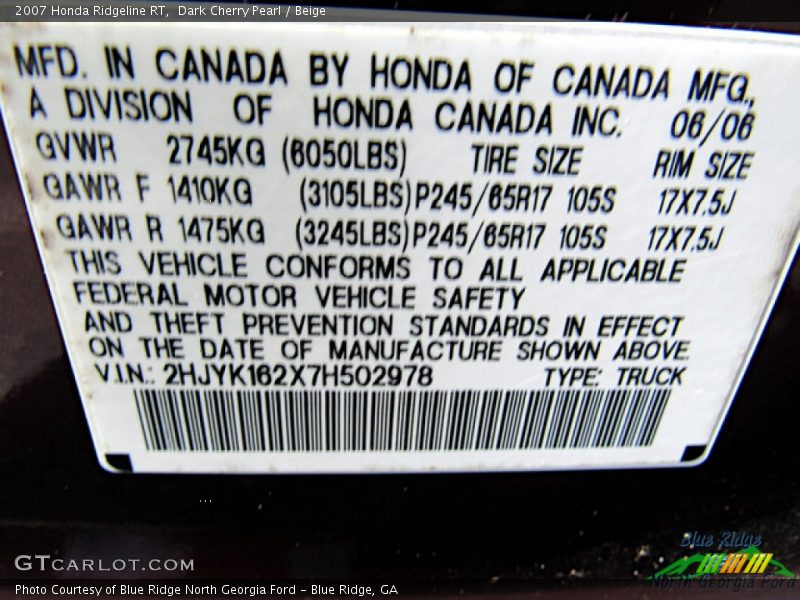 2007 Honda Ridgeline RT,  Dark Cherry Pearl / Beige
MFD. IN CANADA BY HONDA OF CANADA MFG.,
A DIVISION OF HONDA CANADA INC. 06/06
GVWR 2745KG (6050LBS) TIRE SIZE RIM SIZE
GAWR F 1410KG (3105LBS) P245/65R17 105S 17X7.5J
GAWR R 1475KG (3245LBS) P245/65R17 105S 17X7.5J
THIS VEHICLE CONFORMS TO ALL APPLICABLE
FEDERAL MOTOR VEHICLE SAFETY
AND THEFT PREVENTION STANDARDS IN EFFECT
ON THE DATE OF MANUFACTURE SHOWN ABOVE.
V.I.N.: 2HJYK162X7H502978 TYPE: TRUCK
...
Blue Ridge
North Georgia Ford
GTCARLOT.COM
Photo Courtesy of Blue Ridge North Georgia Ford – Blue Ridge, GA